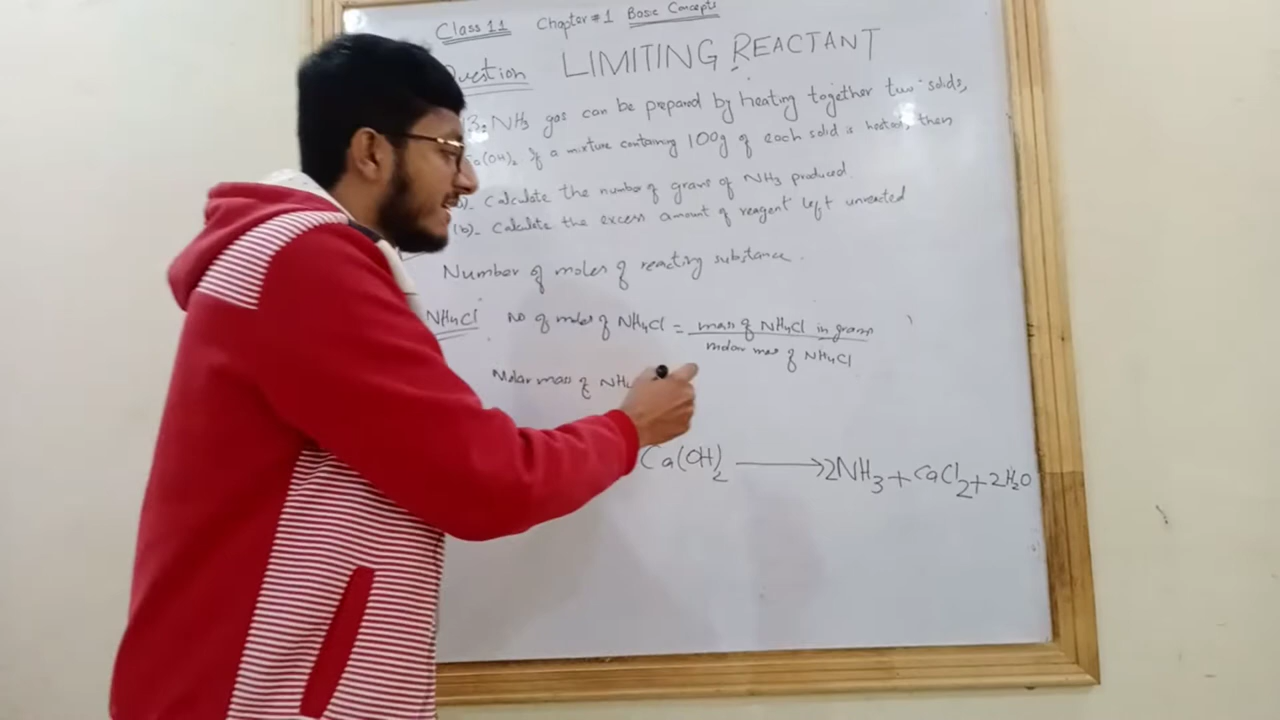 Class 11 Chapter # 1 Basic Concepts
Question LIMITING REACTANT
13. NH3 gas can be prepared by heating together two solids,
Ca(OH)2 If a mixture containing 100g of each solid is heated, then
(a)- Calculate the number of grams of NH3 produced.
(b)- Calculate the excess amount of reagent left unreacted
Number of moles of reacting substance.
NH4Cl no of moles of NH4Cl = mass of NH4Cl in grams
molar mass of NH4Cl
Molar mass of NH4
Ca(OH)2 → 2NH3 + CaCl2 + 2H2O